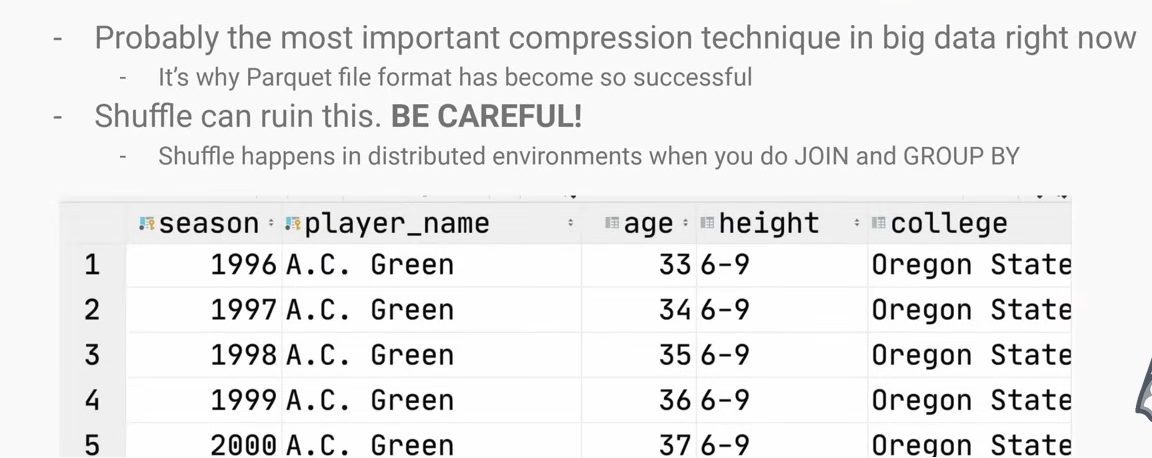 - Probably the most important compression technique in big data right now
- It's why Parquet file format has become so successful
- Shuffle can ruin this. BE CAREFUL!
- Shuffle happens in distributed environments when you do JOIN and GROUP BY
season player_name age height college
1 1996 A.C. Green 33 6-9 Oregon State
2 1997 A.C. Green 34 6-9 Oregon State
3 1998 A.C. Green 35 6-9 Oregon State
4 1999 A.C. Green 36 6-9 Oregon State
5 2000 A.C. Green 37 6-9 Oregon State